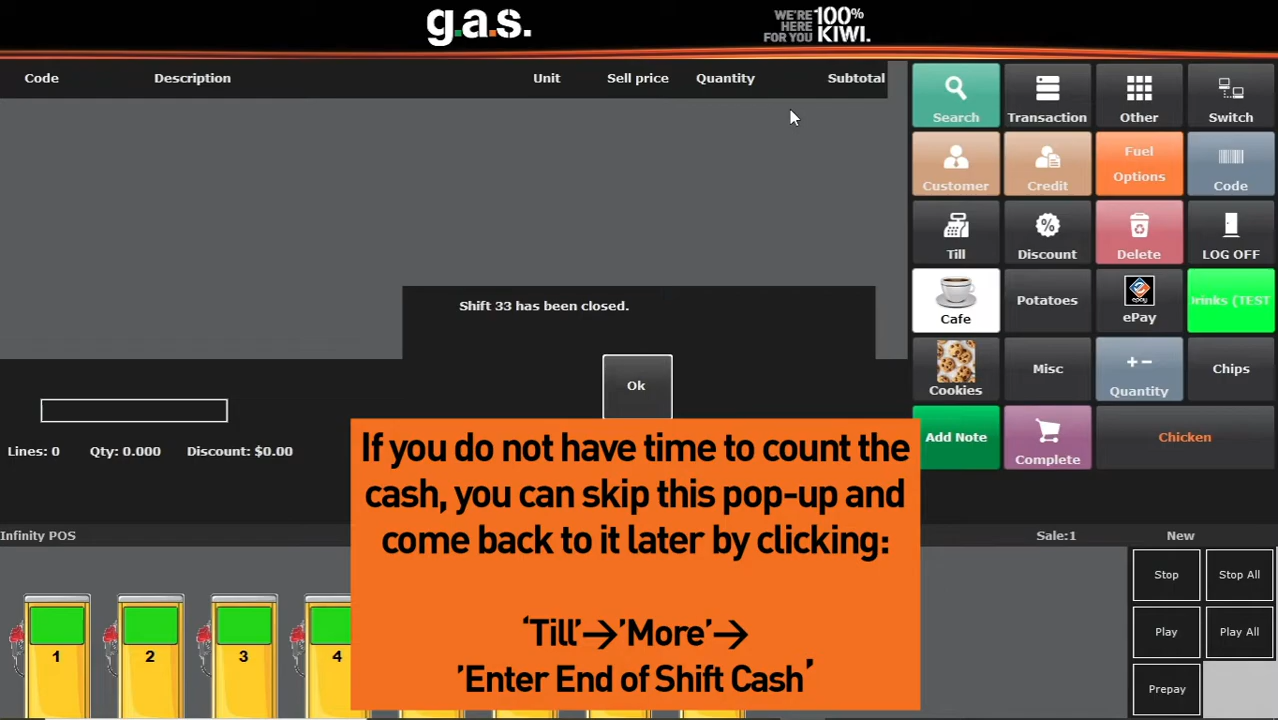 g.a.s.
WE'RE HERE FOR YOU 100% KIWI.
Code Description Unit Sell price Quantity Subtotal
Search Transaction Other Switch
Customer Credit Fuel Options Code
Till Discount Delete LOG OFF
Cafe Potatoes ePay rinks (TEST
Cookies Misc Quantity Chips
Add Note Complete Chicken
Shift 33 has been closed.
Ok
Lines: 0 Qty: 0.000 Discount: $0.00
If you do not have time to count the
cash, you can skip this pop-up and
come back to it later by clicking:
‘Till’→’More’→
’Enter End of Shift Cash’
Infinity POS Sale:1 New
Stop Stop All
Play Play All
Prepay
1 2 3 4